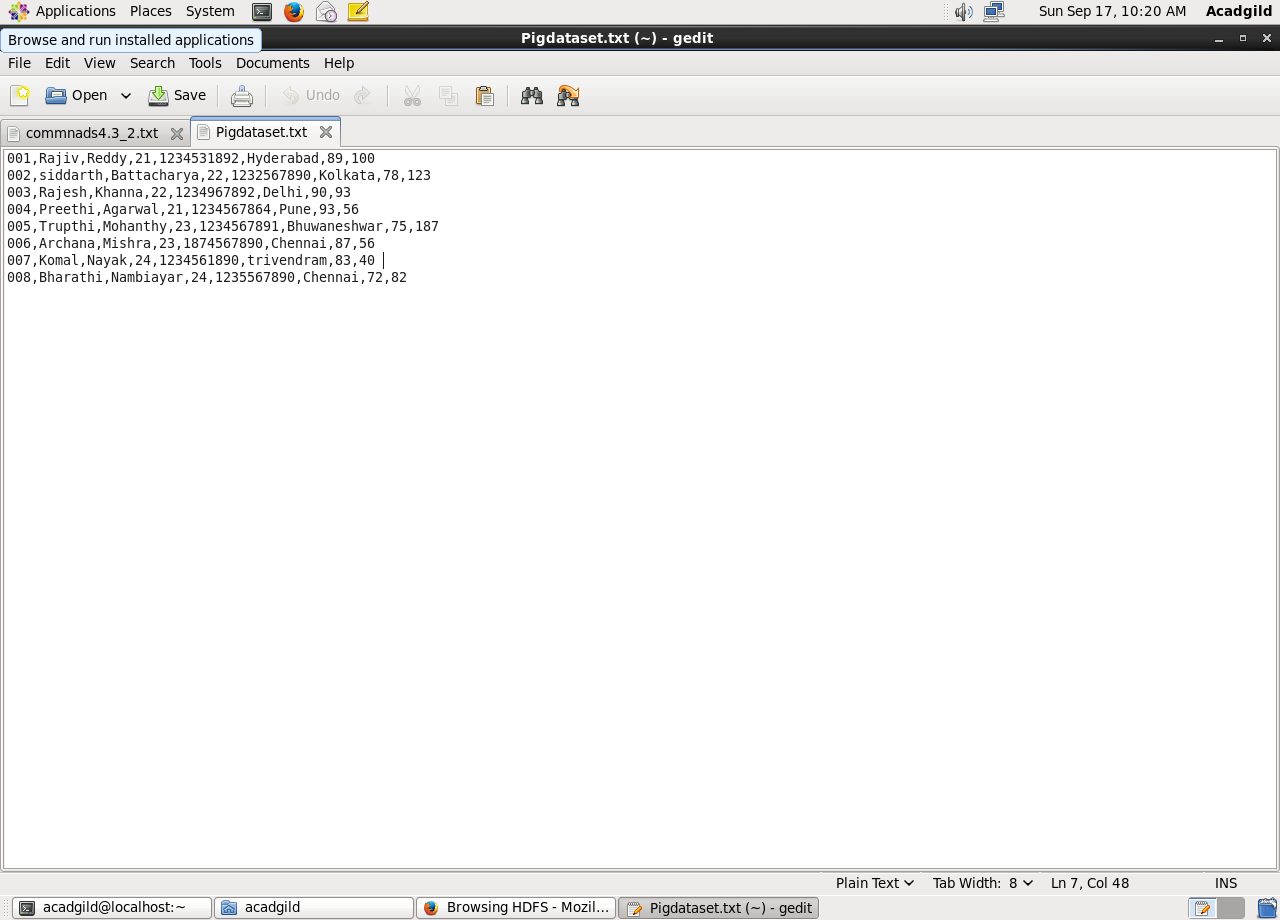 Applications Places System Sun Sep 17, 10:20 AM Acadgild
Browse and run installed applications
Pigdataset.txt (~) - gedit
File Edit View Search Tools Documents Help
Open Save Undo
commnads4.3_2.txt Pigdataset.txt
001,Rajiv,Reddy,21,1234531892,Hyderabad,89,100
002,siddarth,Battacharya,22,1232567890,Kolkata,78,123
003,Rajesh,Khanna,22,1234967892,Delhi,90,93
004,Preethi,Agarwal,21,1234567864,Pune,93,56
005,Trupthi,Mohanthy,23,1234567891,Bhuwaneshwar,75,187
006,Archana,Mishra,23,1874567890,Chennai,87,56
007,Komal,Nayak,24,1234561890,trivendram,83,40
008,Bharathi,Nambiayar,24,1235567890,Chennai,72,82
Plain Text Tab Width: 8 Ln 7, Col 48 INS
acadgild@localhost:~ acadgild Browsing HDFS - Mozil... Pigdataset.txt (~) - gedit